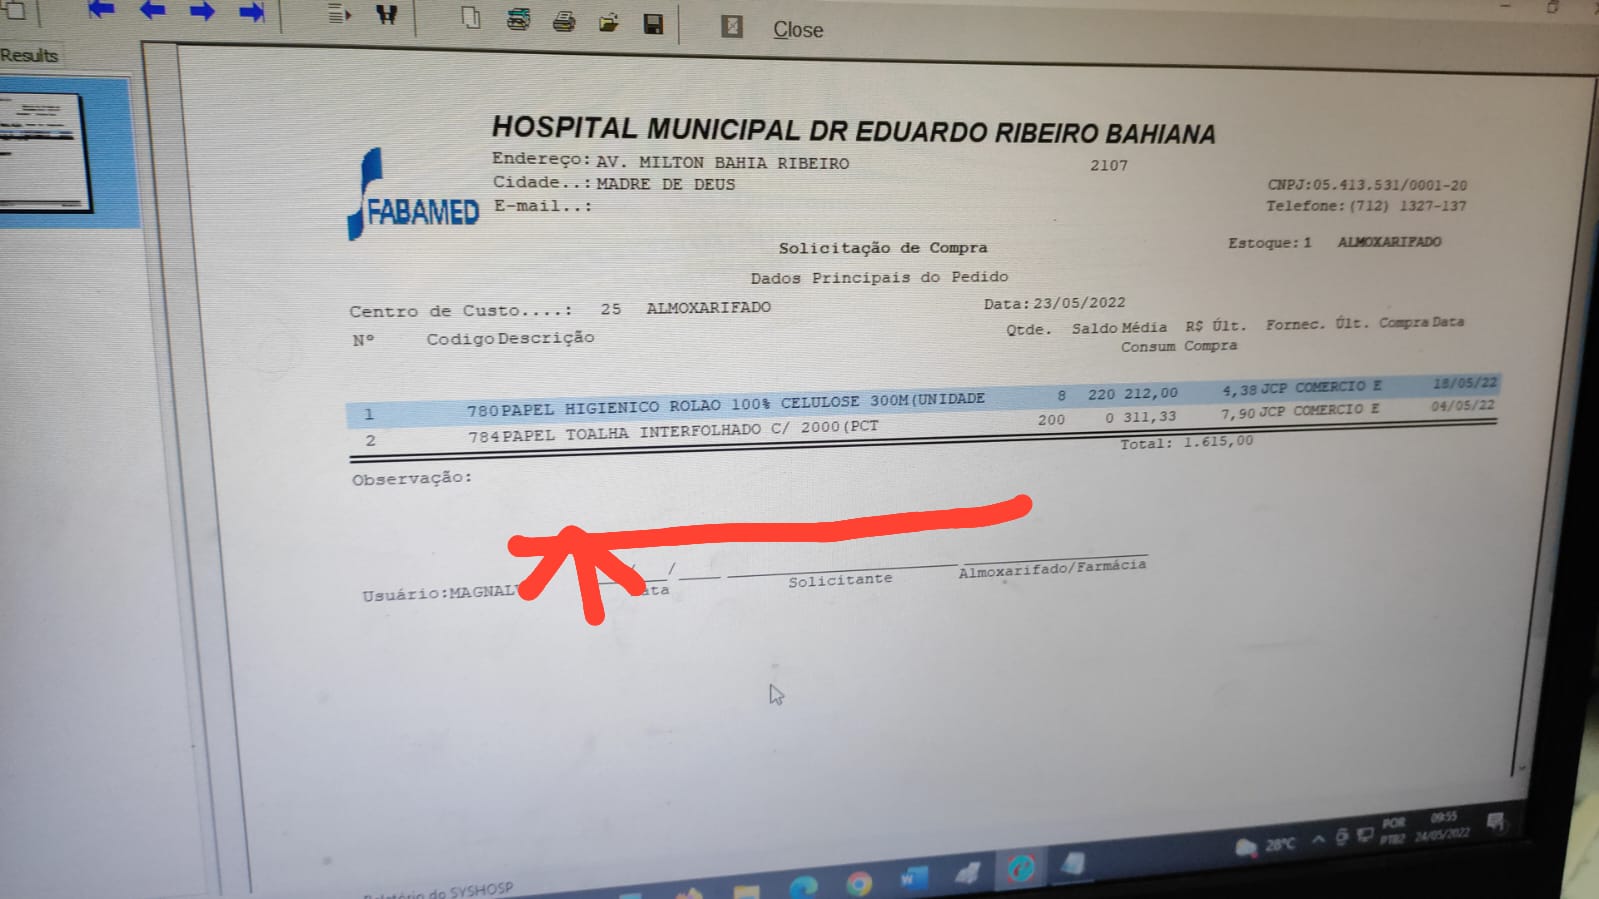 Close
Results
HOSPITAL MUNICIPAL DR EDUARDO RIBEIRO BAHIANA
Endereço: AV. MILTON BAHIA RIBEIRO 2107
Cidade..: MADRE DE DEUS
CNPJ:05.413.531/0001-20
FABAMED
E-mail..:
Telefone:(712) 1327-137
Solicitação de Compra
Estoque:1 ALMOXARIFADO
Dados Principais do Pedido
Centro de Custo....: 25 ALMOXARIFADO Data:23/05/2022
Nº Codigo Descrição Qtde. Saldo Média R$ Últ. Fornec. Últ. Compra Data
Consum Compra
1 780 PAPEL HIGIENICO ROLAO 100% CELULOSE 300M(UNIDADE 8 220 212,00 4,38 JCP COMERCIO E 18/05/22
2 784 PAPEL TOALHA INTERFOLHADO C/ 2000(PCT 200 0 311,33 7,90 JCP COMERCIO E 04/05/22
Total: 1.615,00
Observação:
Usuário:MAGNAL / / Solicitante Almoxarifado/Farmácia
Relatório do SYSHOSP
28°C POR 09:55
PTB2 24/05/2022